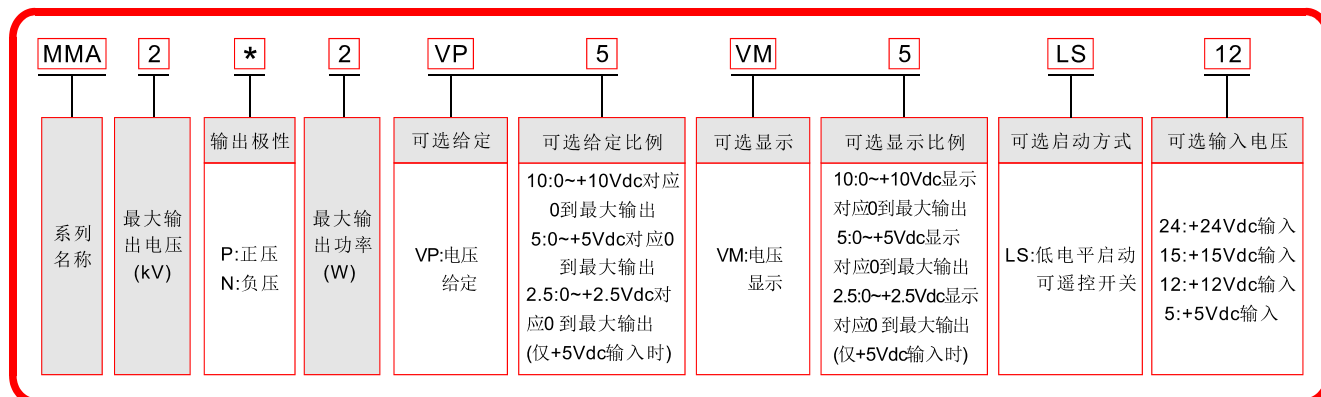 MMA 2 * 2 VP 5 VM 5 LS 12
系列
名称
最大输
出电压
(kV)
输出极性
P:正压
N:负压
最大输
出功率
(W)
可选给定
VP:电压
给定
可选给定比例
10:0~+10Vdc对应
0到最大输出
5:0~+5Vdc对应0
到最大输出
2.5:0~+2.5Vdc对
应0 到最大输出
(仅+5Vdc输入时)
可选显示
VM:电压
显示
可选显示比例
10:0~+10Vdc显示
对应0到最大输出
5:0~+5Vdc显示
对应0到最大输出
2.5:0~+2.5Vdc显示
对应0 到最大输出
(仅+5Vdc输入时)
可选启动方式
LS:低电平启动
可遥控开关
可选输入电压
24:+24Vdc输入
15:+15Vdc输入
12:+12Vdc输入
5:+5Vdc输入